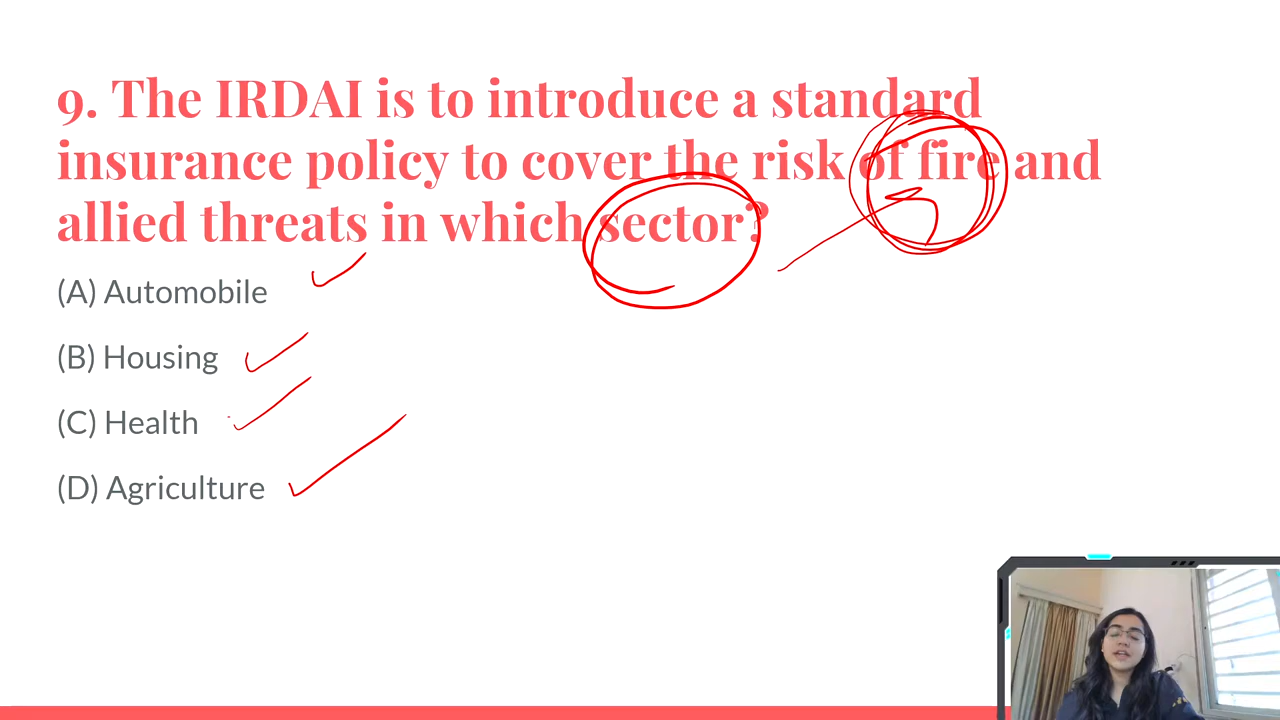 9. The IRDAI is to introduce a standard
insurance policy to cover the risk of fire and
allied threats in which sector?
(A) Automobile
(B) Housing
(C) Health
(D) Agriculture